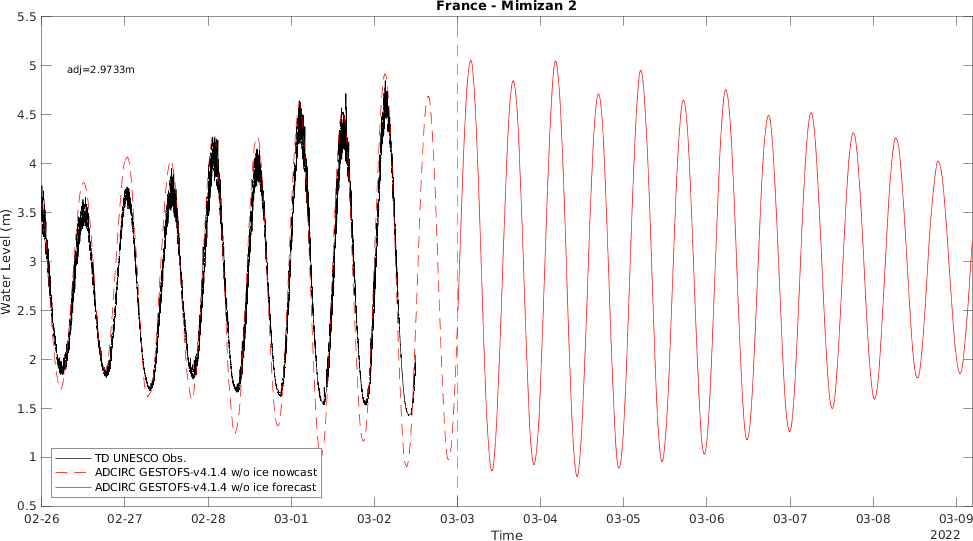 France - Mimizan 2
adj=2.9733m
Water Level (m)
5.5
5
4.5
4
3.5
3
2.5
2
1.5
1
0.5
TD UNESCO Obs.
ADCIRC GESTOFS-v4.1.4 w/o ice nowcast
ADCIRC GESTOFS-v4.1.4 w/o ice forecast
02-26 02-27 02-28 03-01 03-02 03-03 03-04 03-05 03-06 03-07 03-08 03-09
Time
2022